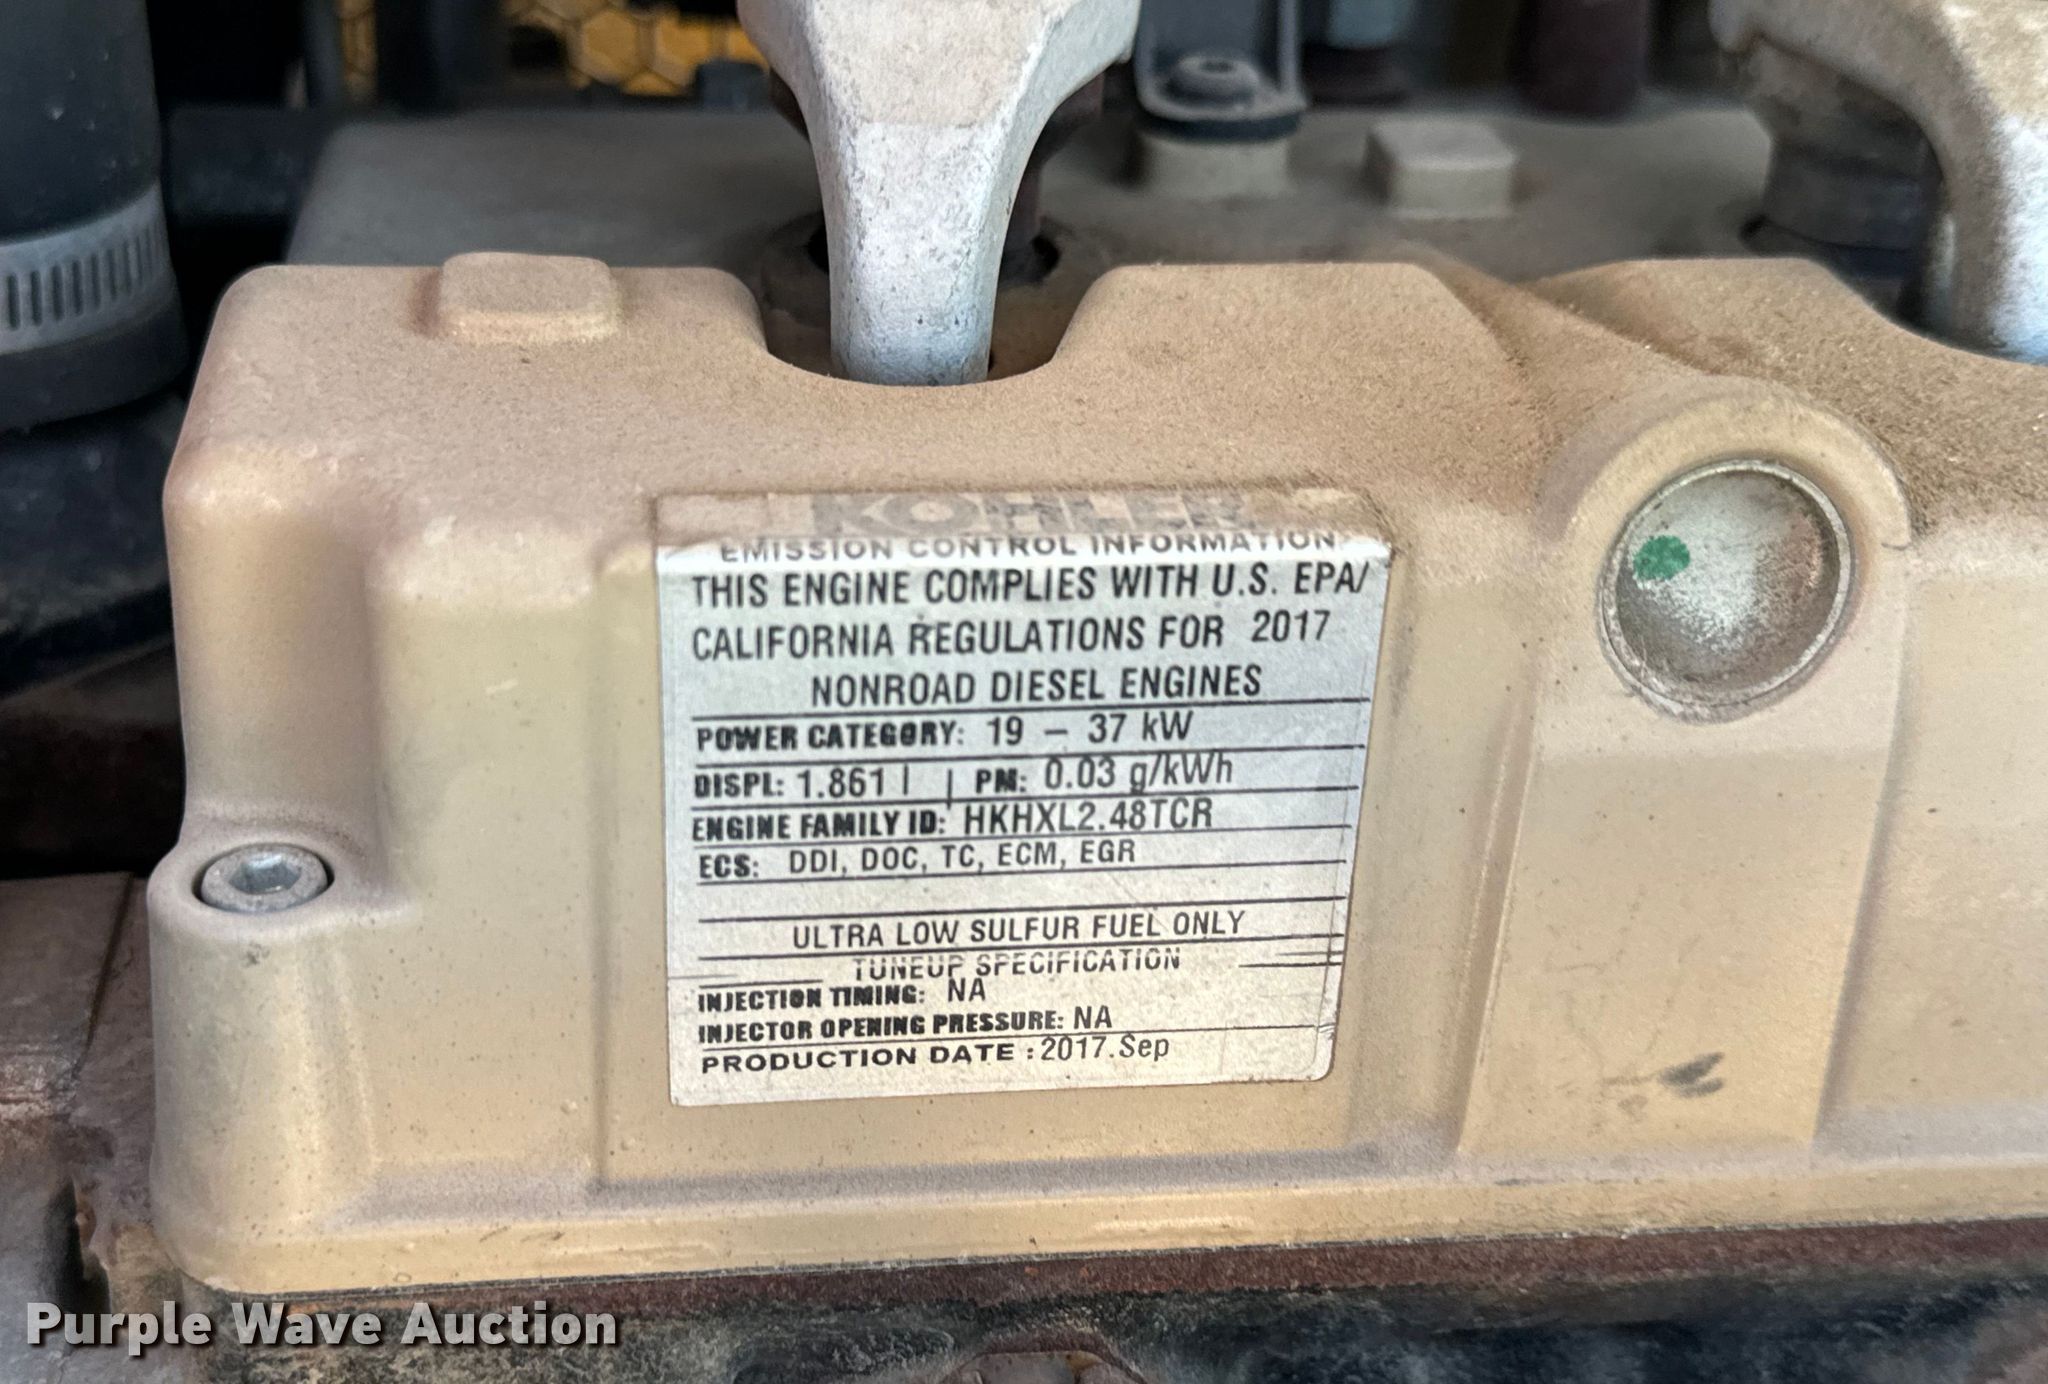 KOHLER
EMISSION CONTROL INFORMATION
THIS ENGINE COMPLIES WITH U.S. EPA/
CALIFORNIA REGULATIONS FOR 2017
NONROAD DIESEL ENGINES
POWER CATEGORY: 19 – 37 kW
DISPL: 1.861 l | PM: 0.03 g/kWh
ENGINE FAMILY ID: HKHXL2.48TCR
ECS: DDI, DOC, TC, ECM, EGR
ULTRA LOW SULFUR FUEL ONLY
TUNEUP SPECIFICATION
INJECTION TIMING: NA
INJECTOR OPENING PRESSURE: NA
PRODUCTION DATE : 2017.Sep
Purple Wave Auction